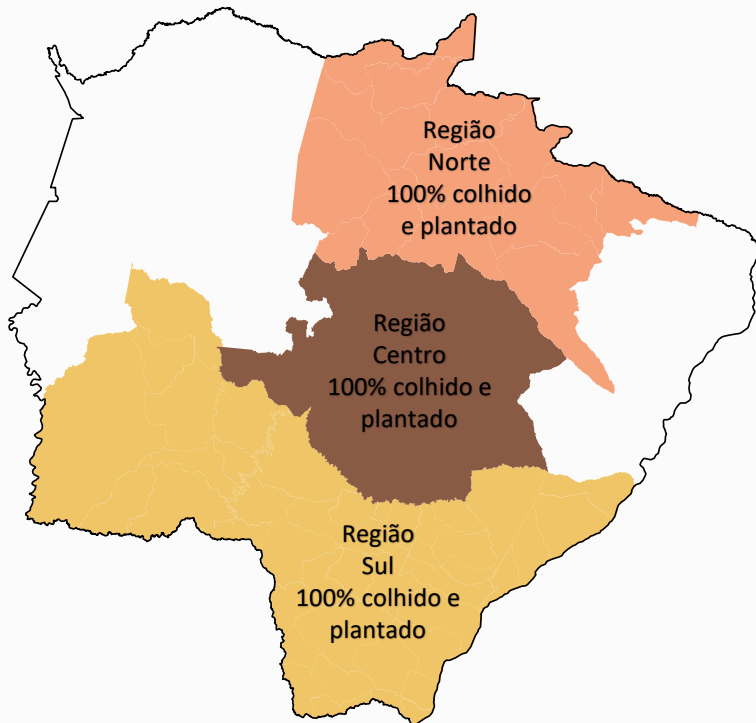 Região
Norte
100% colhido
e plantado
Região
Centro
100% colhido e
plantado
Região
Sul
100% colhido e
plantado